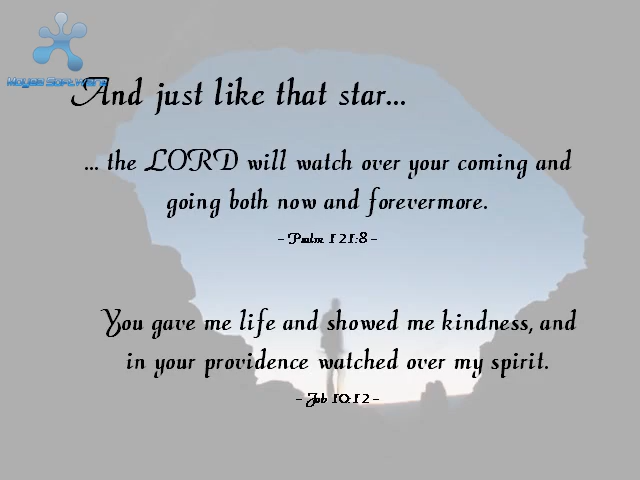 And just like that star...
... the LORD will watch over your coming and
going both now and forevermore.
- Psalm 121:8 -
You gave me life and showed me kindness, and
in your providence watched over my spirit.
- Job 10:12 -